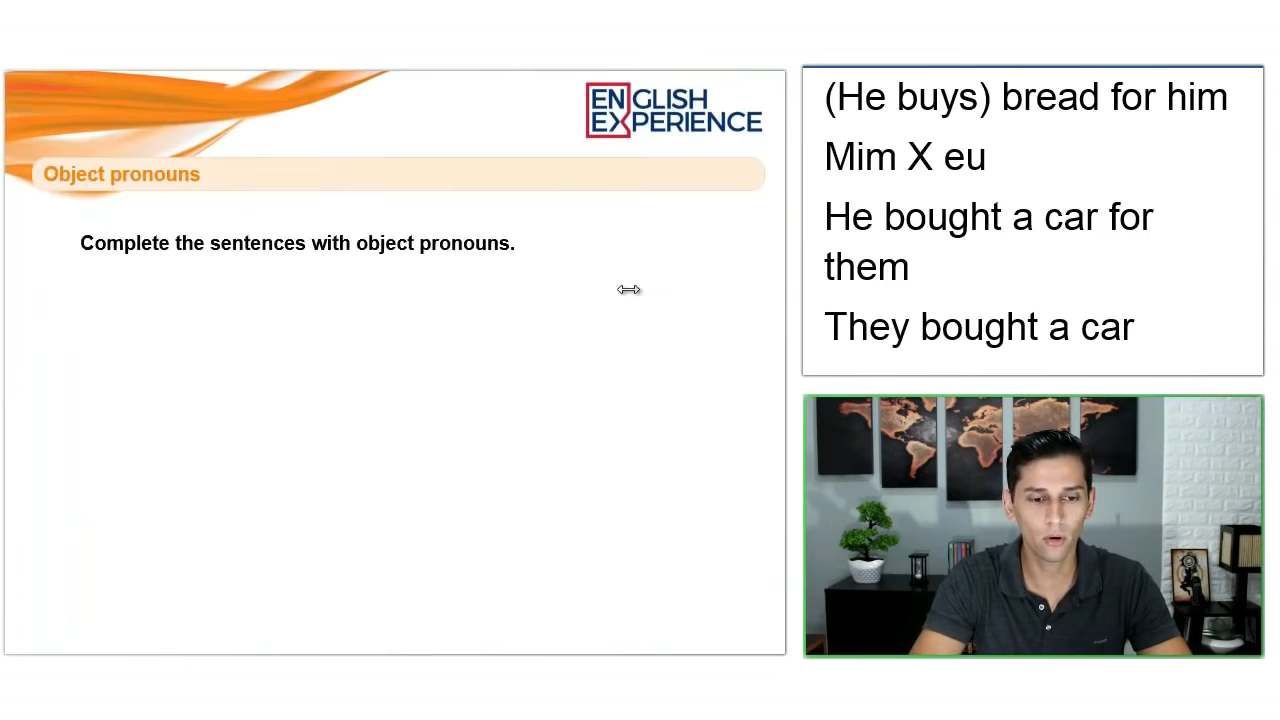 ENGLISH
EXPERIENCE
Object pronouns
Complete the sentences with object pronouns.
(He buys) bread for him
Mim X eu
He bought a car for
them
They bought a car